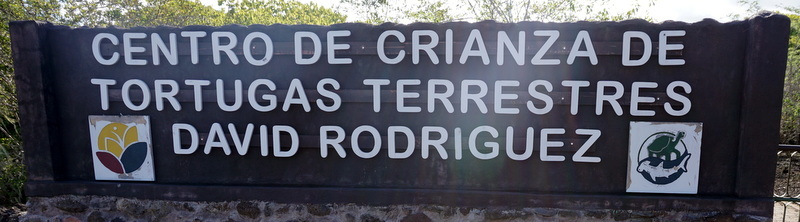 CENTRO DE CRIANZA DE
TORTUGAS TERRESTRES
DAVID RODRIGUEZ